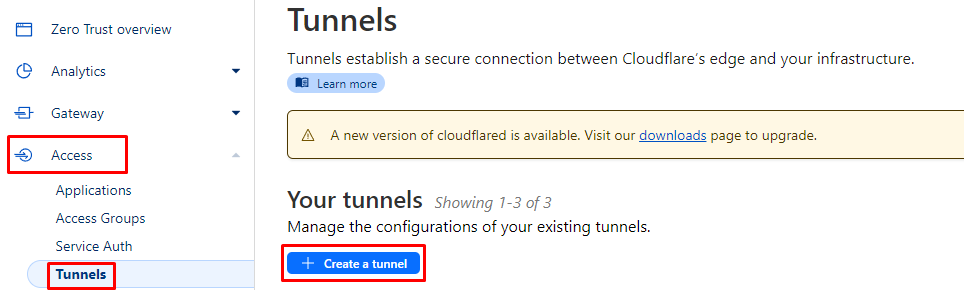 Zero Trust overview
Analytics
Gateway
Access
Applications
Access Groups
Service Auth
Tunnels
Tunnels
Tunnels establish a secure connection between Cloudflare's edge and your infrastructure.
Learn more
A new version of cloudflared is available. Visit our downloads page to upgrade.
Your tunnels Showing 1-3 of 3
Manage the configurations of your existing tunnels.
Create a tunnel